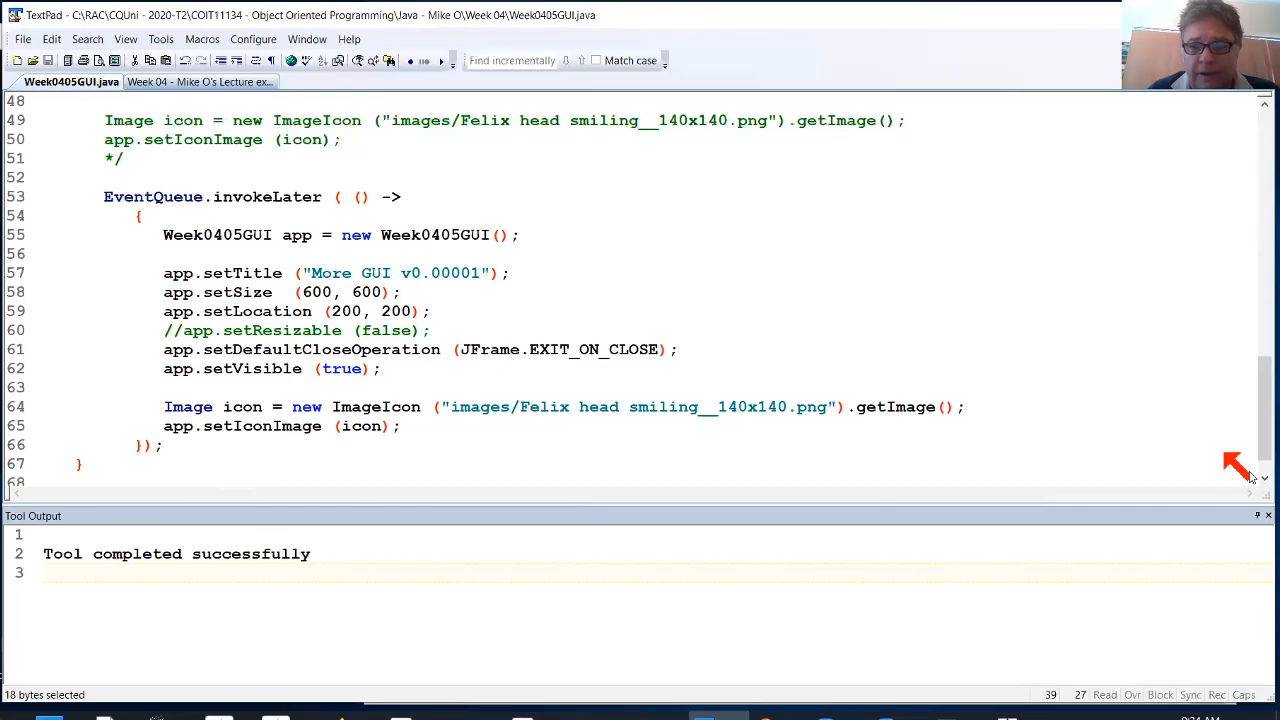 TextPad - C:\RAC\CQUni - 2020-T2\COIT11134 - Object Oriented Programming\Java - Mike O\Week 04\Week0405GUI.java
File Edit Search View Tools Macros Configure Window Help
Find incrementally Match case
Week0405GUI.java Week 04 - Mike O's Lecture ex...
48
49 Image icon = new ImageIcon ("images/Felix head smiling__140x140.png").getImage();
50 app.setIconImage (icon);
51 */
52
53 EventQueue.invokeLater ( () ->
54 {
55 Week0405GUI app = new Week0405GUI();
56
57 app.setTitle ("More GUI v0.00001");
58 app.setSize (600, 600);
59 app.setLocation (200, 200);
60 //app.setResizable (false);
61 app.setDefaultCloseOperation (JFrame.EXIT_ON_CLOSE);
62 app.setVisible (true);
63
64 Image icon = new ImageIcon ("images/Felix head smiling__140x140.png").getImage();
65 app.setIconImage (icon);
66 });
67 }
68
Tool Output
1
2 Tool completed successfully
3
18 bytes selected 39 27 Read Ovr Block Sync Rec Caps